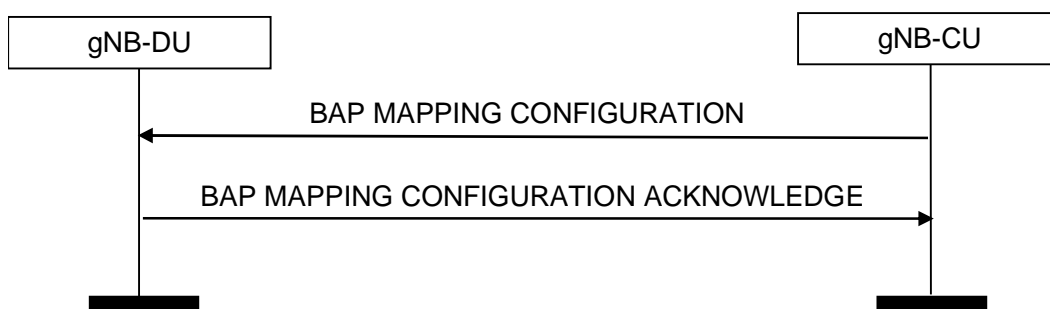 gNB-DU
gNB-CU
BAP MAPPING CONFIGURATION
BAP MAPPING CONFIGURATION ACKNOWLEDGE